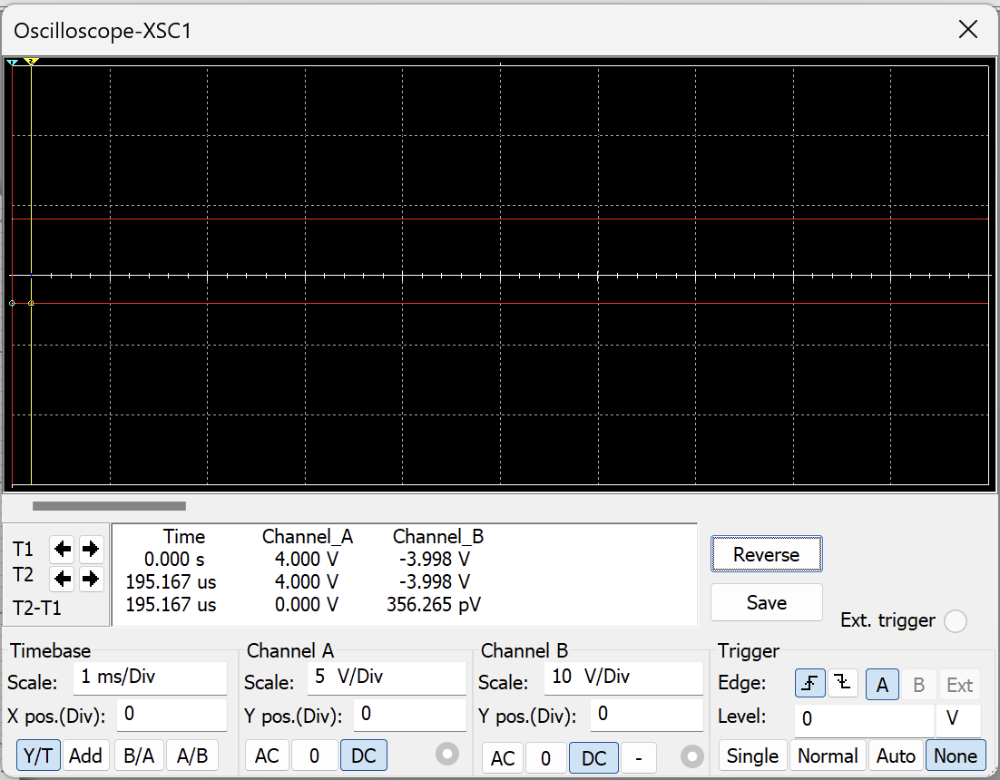 Oscilloscope-XSC1
1 2
Time Channel_A Channel_B
T1 0.000 s 4.000 V -3.998 V
T2 195.167 us 4.000 V -3.998 V
T2-T1 195.167 us 0.000 V 356.265 pV
Reverse
Save
Ext. trigger
Timebase
Scale: 1 ms/Div
X pos.(Div): 0
Y/T Add B/A A/B
Channel A
Scale: 5 V/Div
Y pos.(Div): 0
AC 0 DC
Channel B
Scale: 10 V/Div
Y pos.(Div): 0
AC 0 DC -
Trigger
Edge: A B Ext
Level: 0 V
Single Normal Auto None